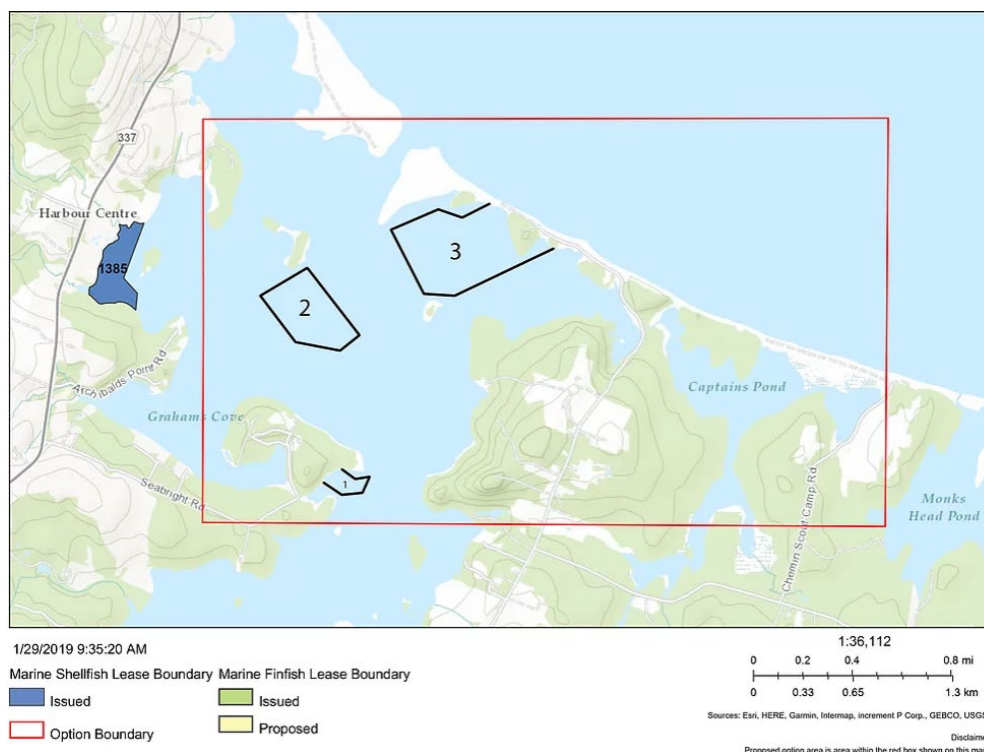 337
Harbour Centre
1385
3
2
Archibalds Point Rd
Captains Pond
Grahams Cove
1
Seabright Rd
Chemin Scout Camp Rd
Monks
Head Pond
1/29/2019 9:35:20 AM
1:36,112
0 0.2 0.4 0.8 mi
0 0.33 0.65 1.3 km
Marine Shellfish Lease Boundary Marine Finfish Lease Boundary
Issued Issued
Option Boundary Proposed
Sources: Esri, HERE, Garmin, Intermap, increment P Corp., GEBCO, USGS
Disclaime
Proposed option area is area within the red box shown on this